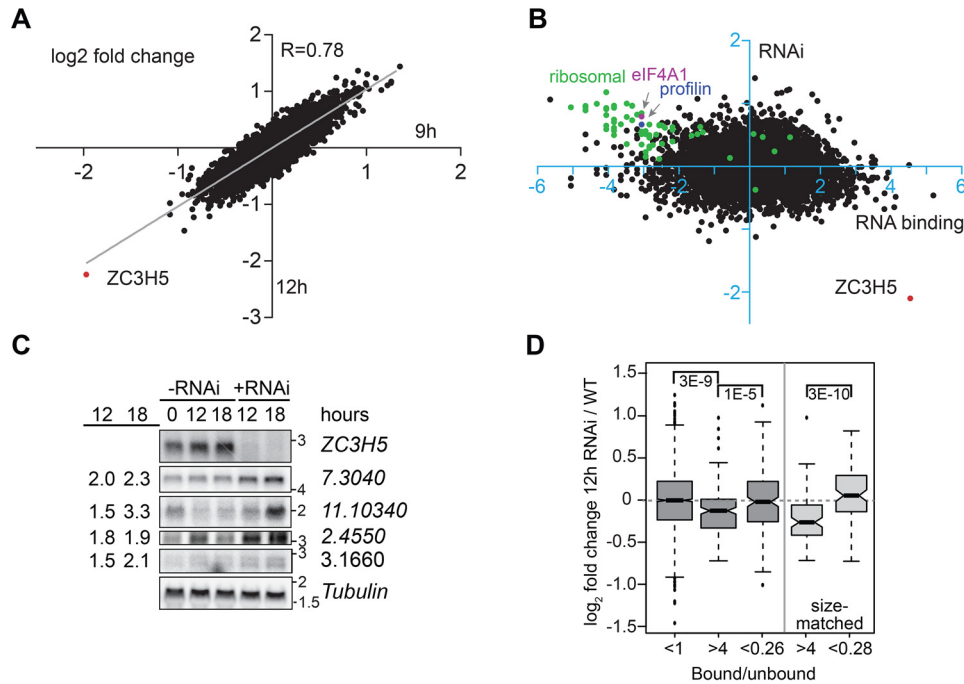 A
log2 fold change
R=0.78
2
1
9h
-2
-1
1
2
-1
-2
-3
ZC3H5
12h
B
2
RNAi
ribosomal
eIF4A1
profilin
-6
-4
-2
2
4
6
RNA binding
-2
ZC3H5
C
-RNAi +RNAi
12 18 0 12 18 12 18 hours
3 ZC3H5
2.0 2.3 4 7.3040
1.5 3.3 2 11.10340
1.8 1.9 3 2.4550
1.5 2.1 3 2 3.1660
2 1.5 Tubulin
D
log2 fold change 12h RNAi / WT
1.5
1.0
0.5
0
-0.5
-1.0
-1.5
3E-9
1E-5
3E-10
size-
matched
<1 >4 <0.26 >4 <0.28
Bound/unbound